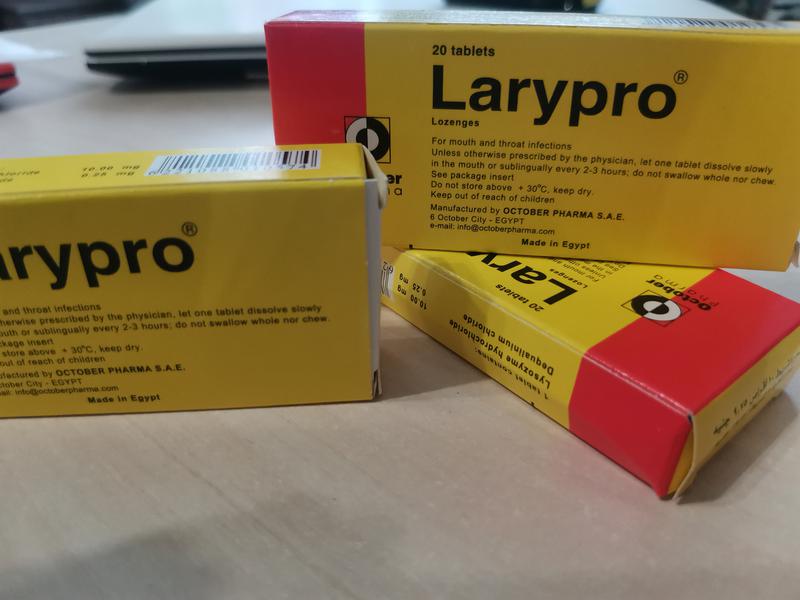 20 tablets
Larypro®
Lozenges
For mouth and throat infections
Unless otherwise prescribed by the physician, let one tablet dissolve slowly
in the mouth or sublingually every 2-3 hours; do not swallow whole nor chew.
See package insert
Do not store above + 30°C, keep dry.
Keep out of reach of children
Manufactured by OCTOBER PHARMA S.A.E.
6 October City - EGYPT
e-mail: info@octoberpharma.com
Made in Egypt
10.00 mg
0.25 mg
arypro®
and throat infections
therwise prescribed by the physician, let one tablet dissolve slowly
outh or sublingually every 2-3 hours; do not swallow whole nor chew.
ckage insert
store above + 30°C, keep dry.
out of reach of children
ufactured by OCTOBER PHARMA S.A.E.
ctober City - EGYPT
ail: info@octoberpharma.com
Made in Egypt
20 tablets
Lary
Lozenges
October
Pharma
1 tablet contains:
Lysozyme hydrochloride
Dequalinium chloride
10.00 mg
0.25 mg